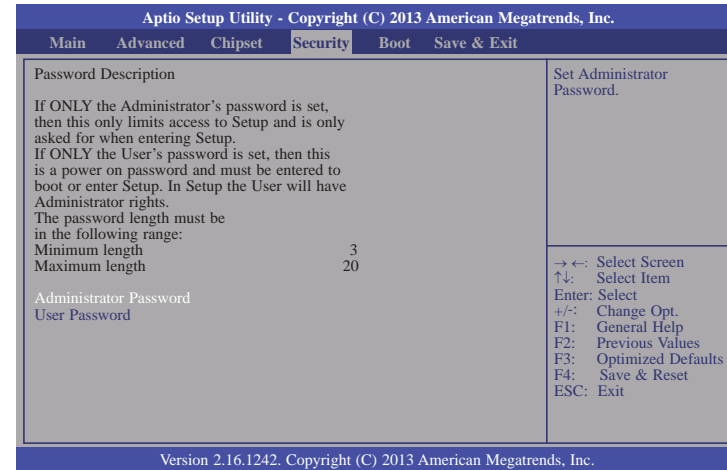 Aptio Setup Utility - Copyright (C) 2013 American Megatrends, Inc.
Main Advanced Chipset Security Boot Save & Exit
Password Description
If ONLY the Administrator’s password is set,
then this only limits access to Setup and is only
asked for when entering Setup.
If ONLY the User’s password is set, then this
is a power on password and must be entered to
boot or enter Setup. In Setup the User will have
Administrator rights.
The password length must be
in the following range:
Minimum length 3
Maximum length 20
Administrator Password
User Password
Set Administrator
Password.
→ ←: Select Screen
↑↓: Select Item
Enter: Select
+/-: Change Opt.
F1: General Help
F2: Previous Values
F3: Optimized Defaults
F4: Save & Reset
ESC: Exit
Version 2.16.1242. Copyright (C) 2013 American Megatrends, Inc.